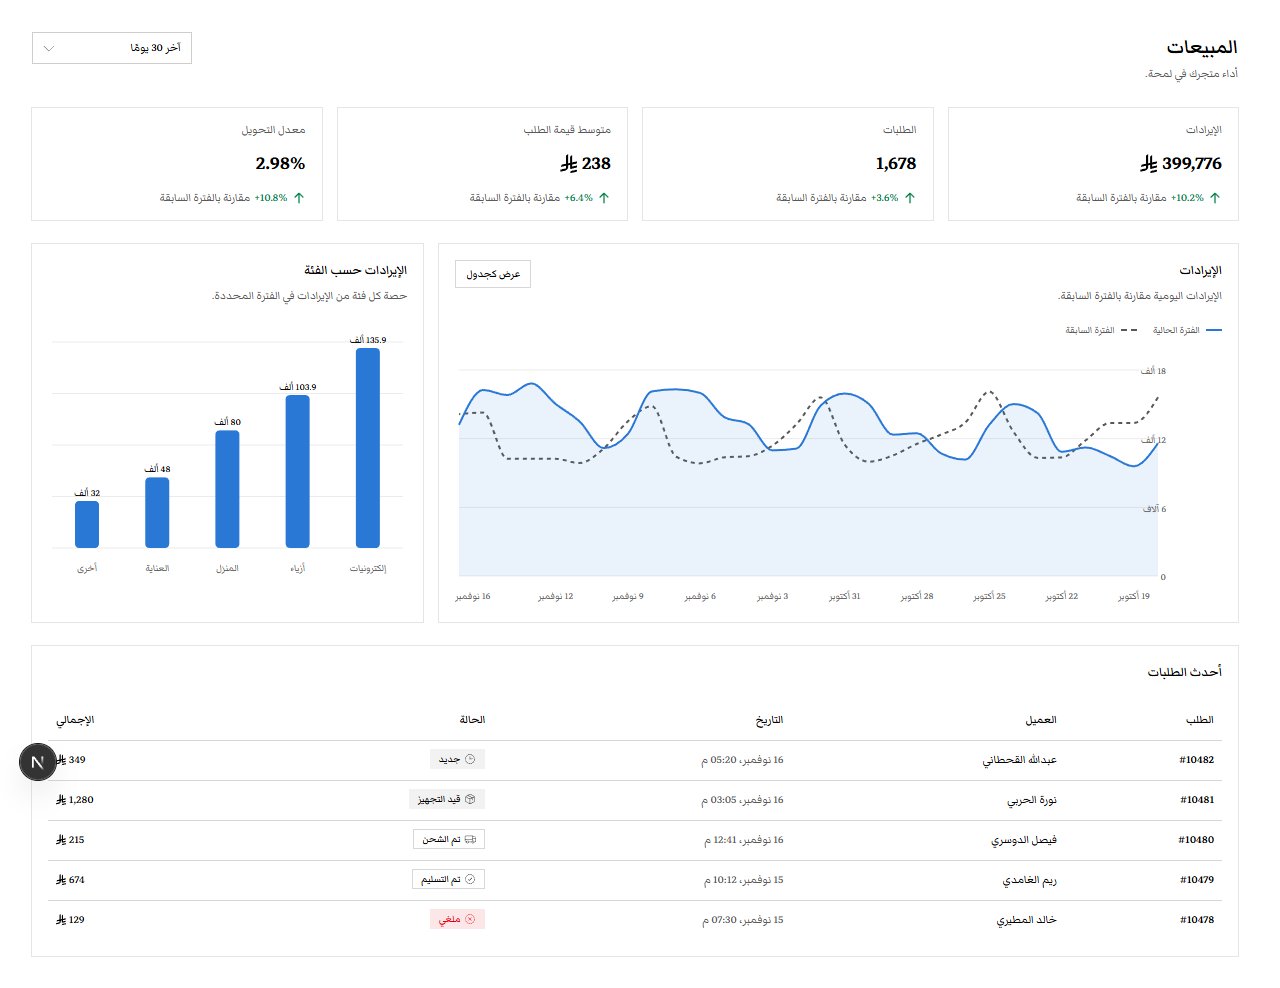 المبيعات
أداء متجرك في لمحة.
آخر 30 يومًا
الإيرادات
399,776
+10.2% مقارنة بالفترة السابقة
الطلبات
1,678
+3.6% مقارنة بالفترة السابقة
متوسط قيمة الطلب
238
+6.4% مقارنة بالفترة السابقة
معدل التحويل
2.98%
+10.8% مقارنة بالفترة السابقة
الإيرادات
الإيرادات اليومية مقارنة بالفترة السابقة.
عرض كجدول
الفترة الحالية
الفترة السابقة
18 ألف
12 ألف
6 آلاف
0
19 أكتوبر
22 أكتوبر
25 أكتوبر
28 أكتوبر
31 أكتوبر
3 نوفمبر
6 نوفمبر
9 نوفمبر
12 نوفمبر
16 نوفمبر
الإيرادات حسب الفئة
حصة كل فئة من الإيرادات في الفترة المحددة.
135.9 ألف
103.9 ألف
80 ألف
48 ألف
32 ألف
إلكترونيات
أزياء
المنزل
العناية
أخرى
أحدث الطلبات
الطلب العميل التاريخ الحالة الإجمالي
#10482 عبدالله القحطاني 16 نوفمبر، 05:20 م جديد 349
#10481 نورة الحربي 16 نوفمبر، 03:05 م قيد التجهيز 1,280
#10480 فيصل الدوسري 16 نوفمبر، 12:41 م تم الشحن 215
#10479 ريم الغامدي 15 نوفمبر، 10:12 م تم التسليم 674
#10478 خالد المطيري 15 نوفمبر، 07:30 م ملغي 129
N